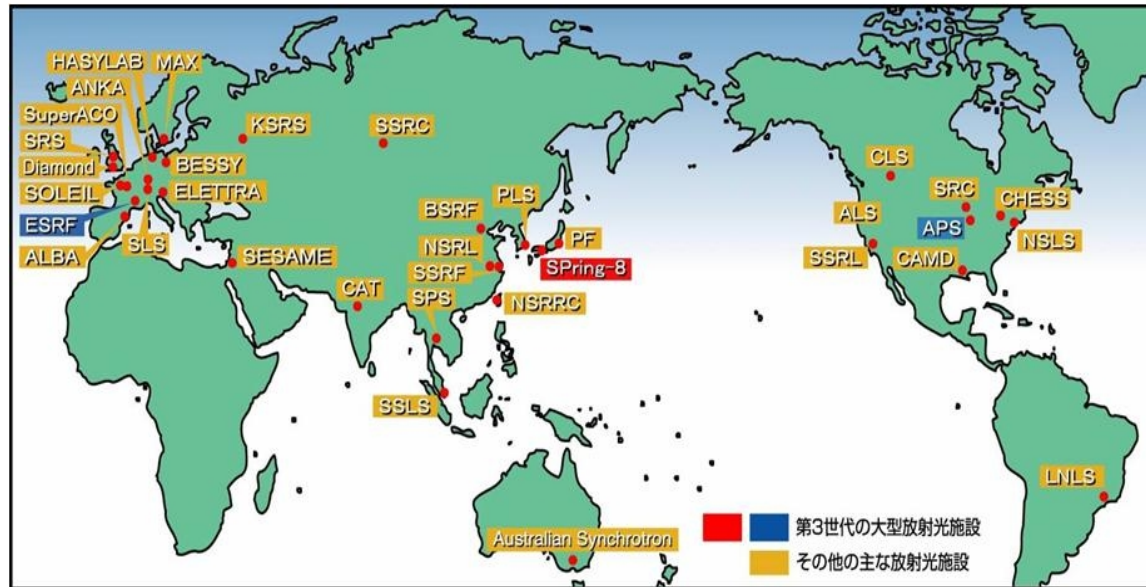 HASYLAB
MAX
ANKA
SuperACO
SRS
Diamond
SOLEIL
ESRF
ALBA
SLS
BESSY
ELETTRA
KSRS
SSRC
SESAME
CAT
BSRF
PLS
NSRL
SSRF
SPS
PF
SPring-8
NSRRC
SSLS
Australian Synchrotron
CLS
SRC
CHESS
ALS
APS
NSLS
SSRL
CAMD
LNLS
第3世代の大型放射光施設
その他の主な放射光施設